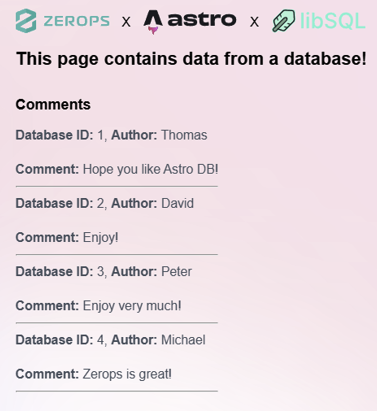 ZEROPS x astro x libSQL
This page contains data from a database!
Comments
Database ID: 1, Author: Thomas
Comment: Hope you like Astro DB!
Database ID: 2, Author: David
Comment: Enjoy!
Database ID: 3, Author: Peter
Comment: Enjoy very much!
Database ID: 4, Author: Michael
Comment: Zerops is great!